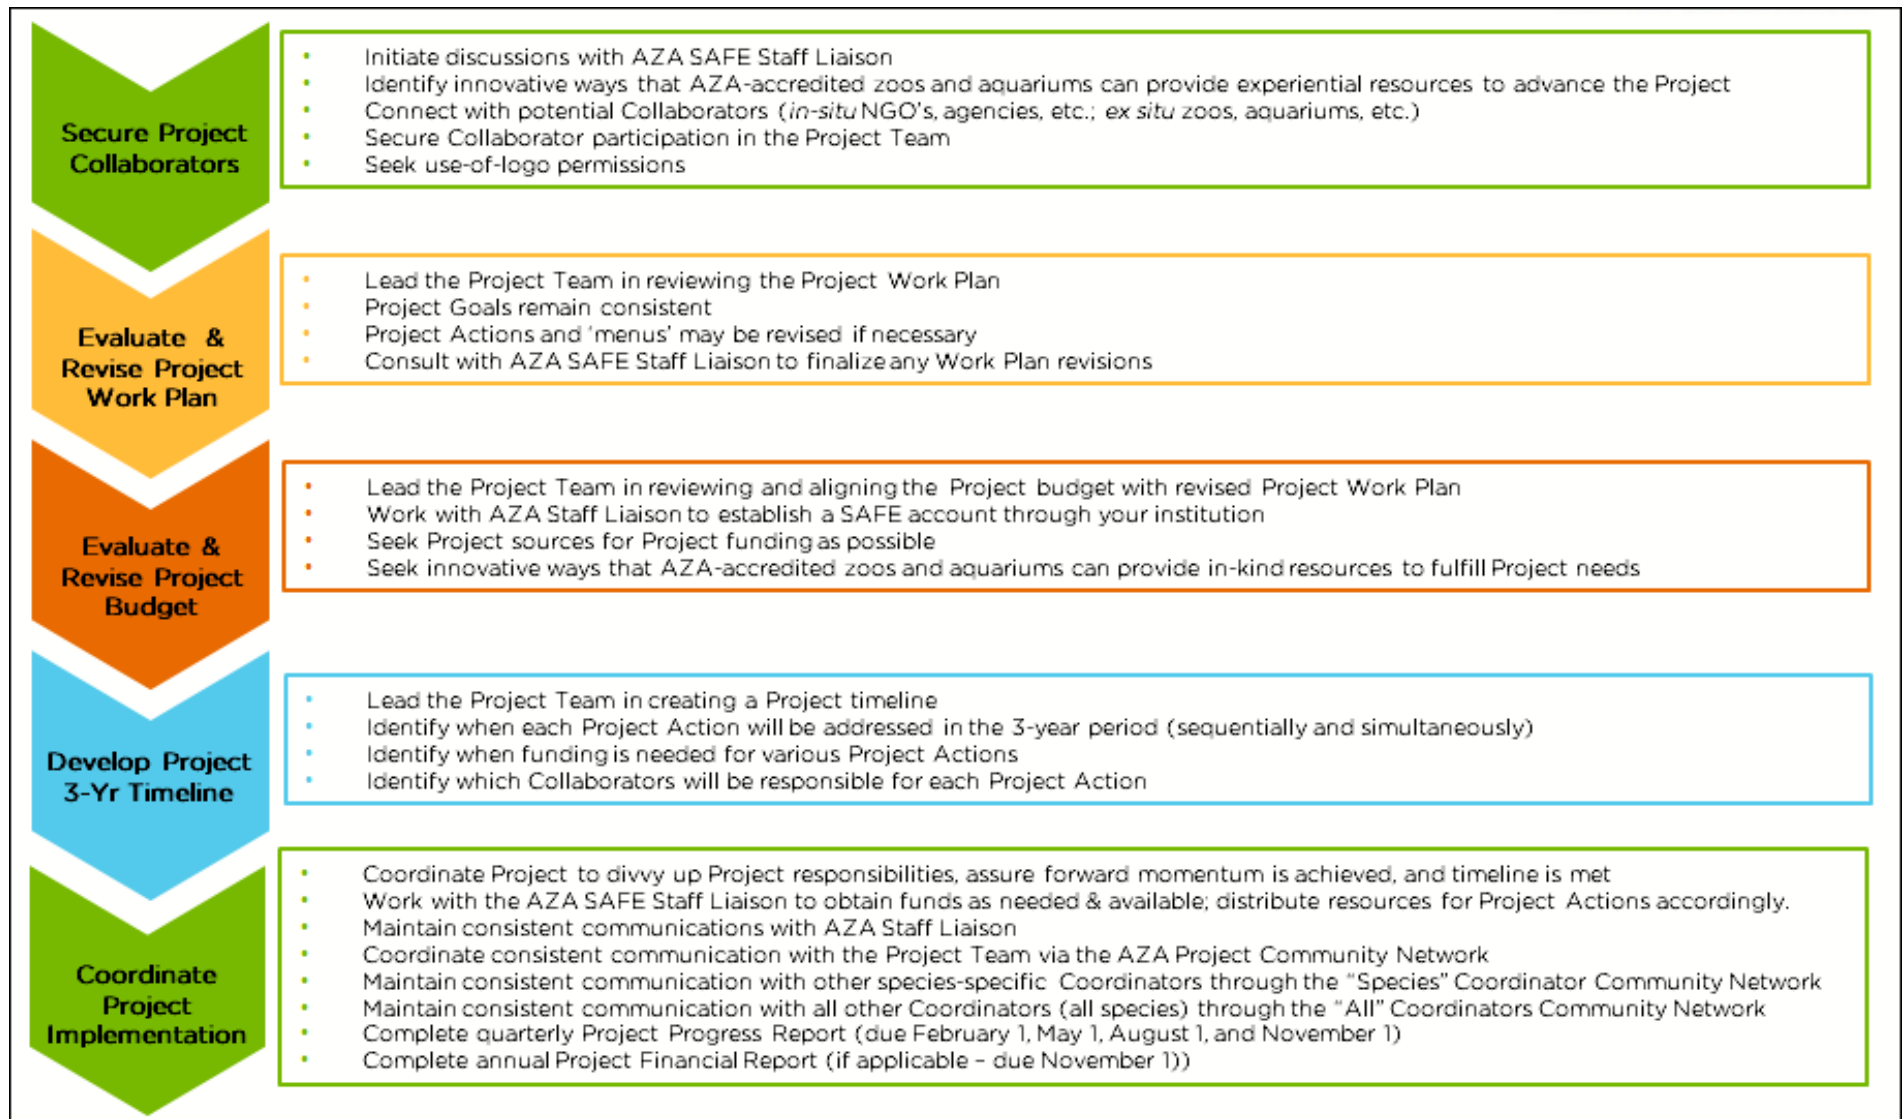 Secure Project
Collaborators
• Initiate discussions with AZA SAFE Staff Liaison
• Identify innovative ways that AZA-accredited zoos and aquariums can provide experiential resources to advance the Project
• Connect with potential Collaborators (in-situ NGO's, agencies, etc.; ex situ zoos, aquariums, etc.)
• Secure Collaborator participation in the Project Team
• Seek use-of-logo permissions
Evaluate &
Revise Project
Work Plan
• Lead the Project Team in reviewing the Project Work Plan
• Project Goals remain consistent
• Project Actions and 'menus' may be revised if necessary
• Consult with AZA SAFE Staff Liaison to finalize any Work Plan revisions
Evaluate &
Revise Project
Budget
• Lead the Project Team in reviewing and aligning the Project budget with revised Project Work Plan
• Work with AZA Staff Liaison to establish a SAFE account through your institution
• Seek Project sources for Project funding as possible
• Seek innovative ways that AZA-accredited zoos and aquariums can provide in-kind resources to fulfill Project needs
Develop Project
3-Yr Timeline
• Lead the Project Team in creating a Project timeline
• Identify when each Project Action will be addressed in the 3-year period (sequentially and simultaneously)
• Identify when funding is needed for various Project Actions
• Identify which Collaborators will be responsible for each Project Action
Coordinate
Project
Implementation
• Coordinate Project to divvy up Project responsibilities, assure forward momentum is achieved, and timeline is met
• Work with the AZA SAFE Staff Liaison to obtain funds as needed & available; distribute resources for Project Actions accordingly.
• Maintain consistent communications with AZA Staff Liaison
• Coordinate consistent communication with the Project Team via the AZA Project Community Network
• Maintain consistent communication with other species-specific Coordinators through the “Species” Coordinator Community Network
• Maintain consistent communication with all other Coordinators (all species) through the “All” Coordinators Community Network
• Complete quarterly Project Progress Report (due February 1, May 1, August 1, and November 1)
• Complete annual Project Financial Report (if applicable – due November 1))